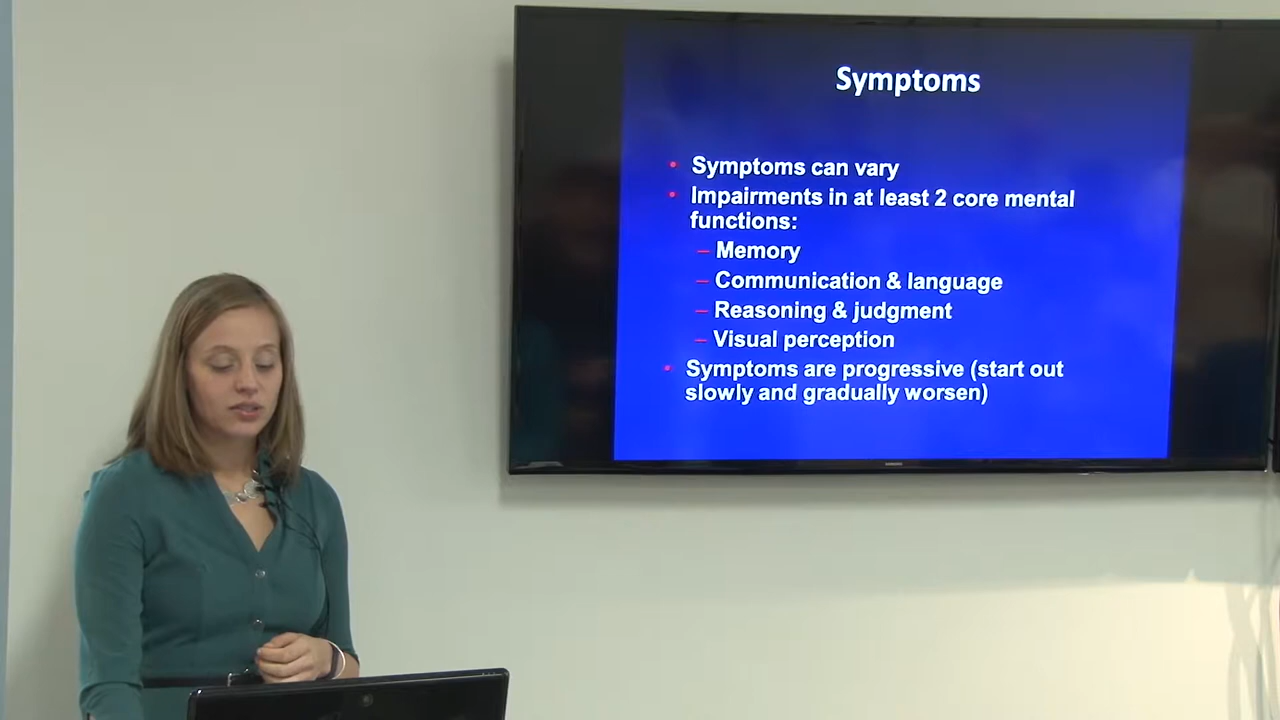 Symptoms
• Symptoms can vary
• Impairments in at least 2 core mental
functions:
– Memory
– Communication & language
– Reasoning & judgment
– Visual perception
• Symptoms are progressive (start out
slowly and gradually worsen)